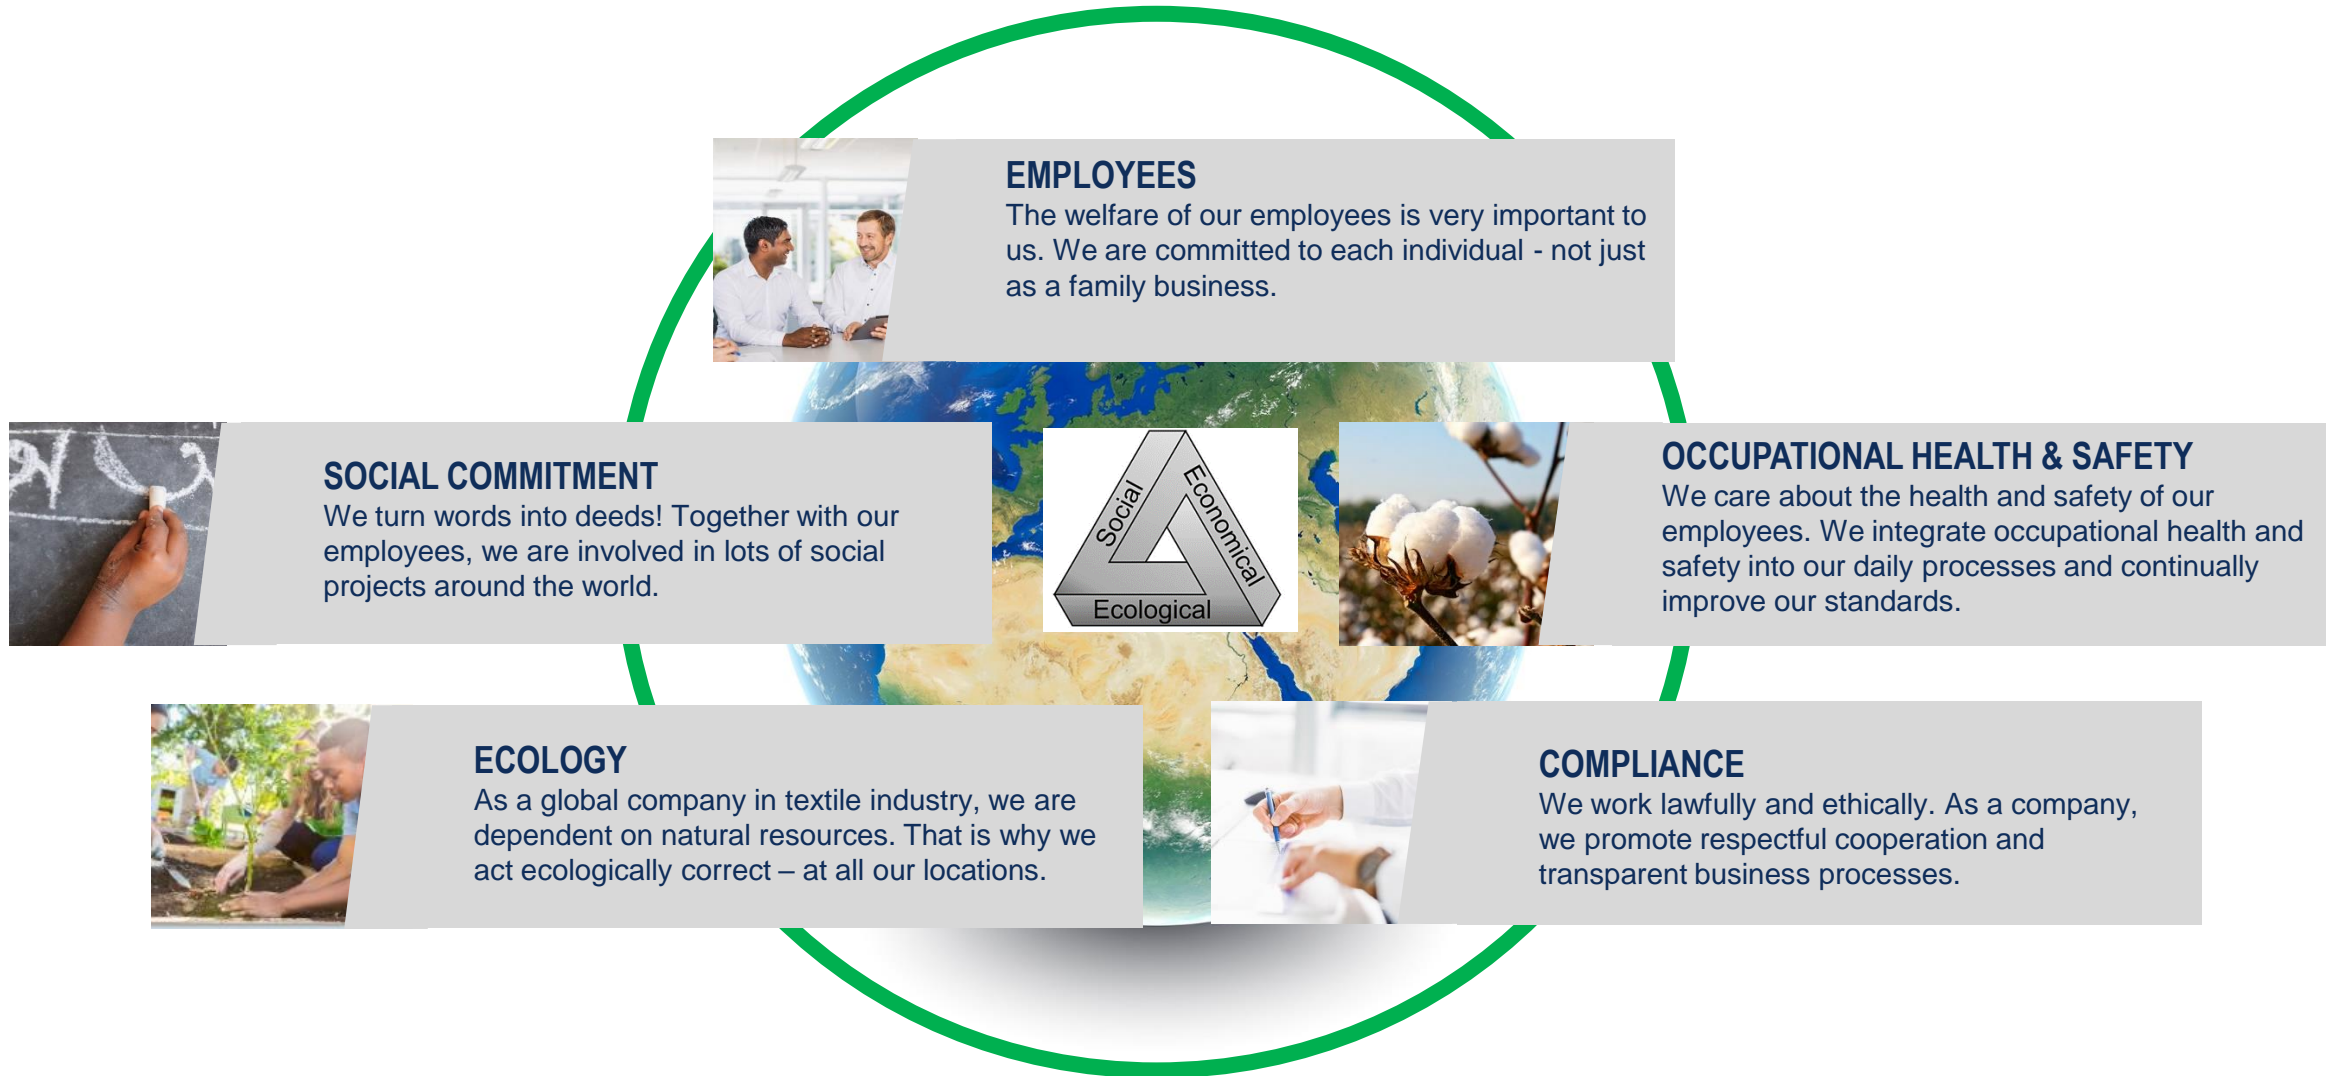 EMPLOYEES
The welfare of our employees is very important to
us. We are committed to each individual - not just
as a family business.
SOCIAL COMMITMENT
We turn words into deeds! Together with our
employees, we are involved in lots of social
projects around the world.
Social
Economical
Ecological
OCCUPATIONAL HEALTH & SAFETY
We care about the health and safety of our
employees. We integrate occupational health and
safety into our daily processes and continually
improve our standards.
ECOLOGY
As a global company in textile industry, we are
dependent on natural resources. That is why we
act ecologically correct – at all our locations.
COMPLIANCE
We work lawfully and ethically. As a company,
we promote respectful cooperation and
transparent business processes.